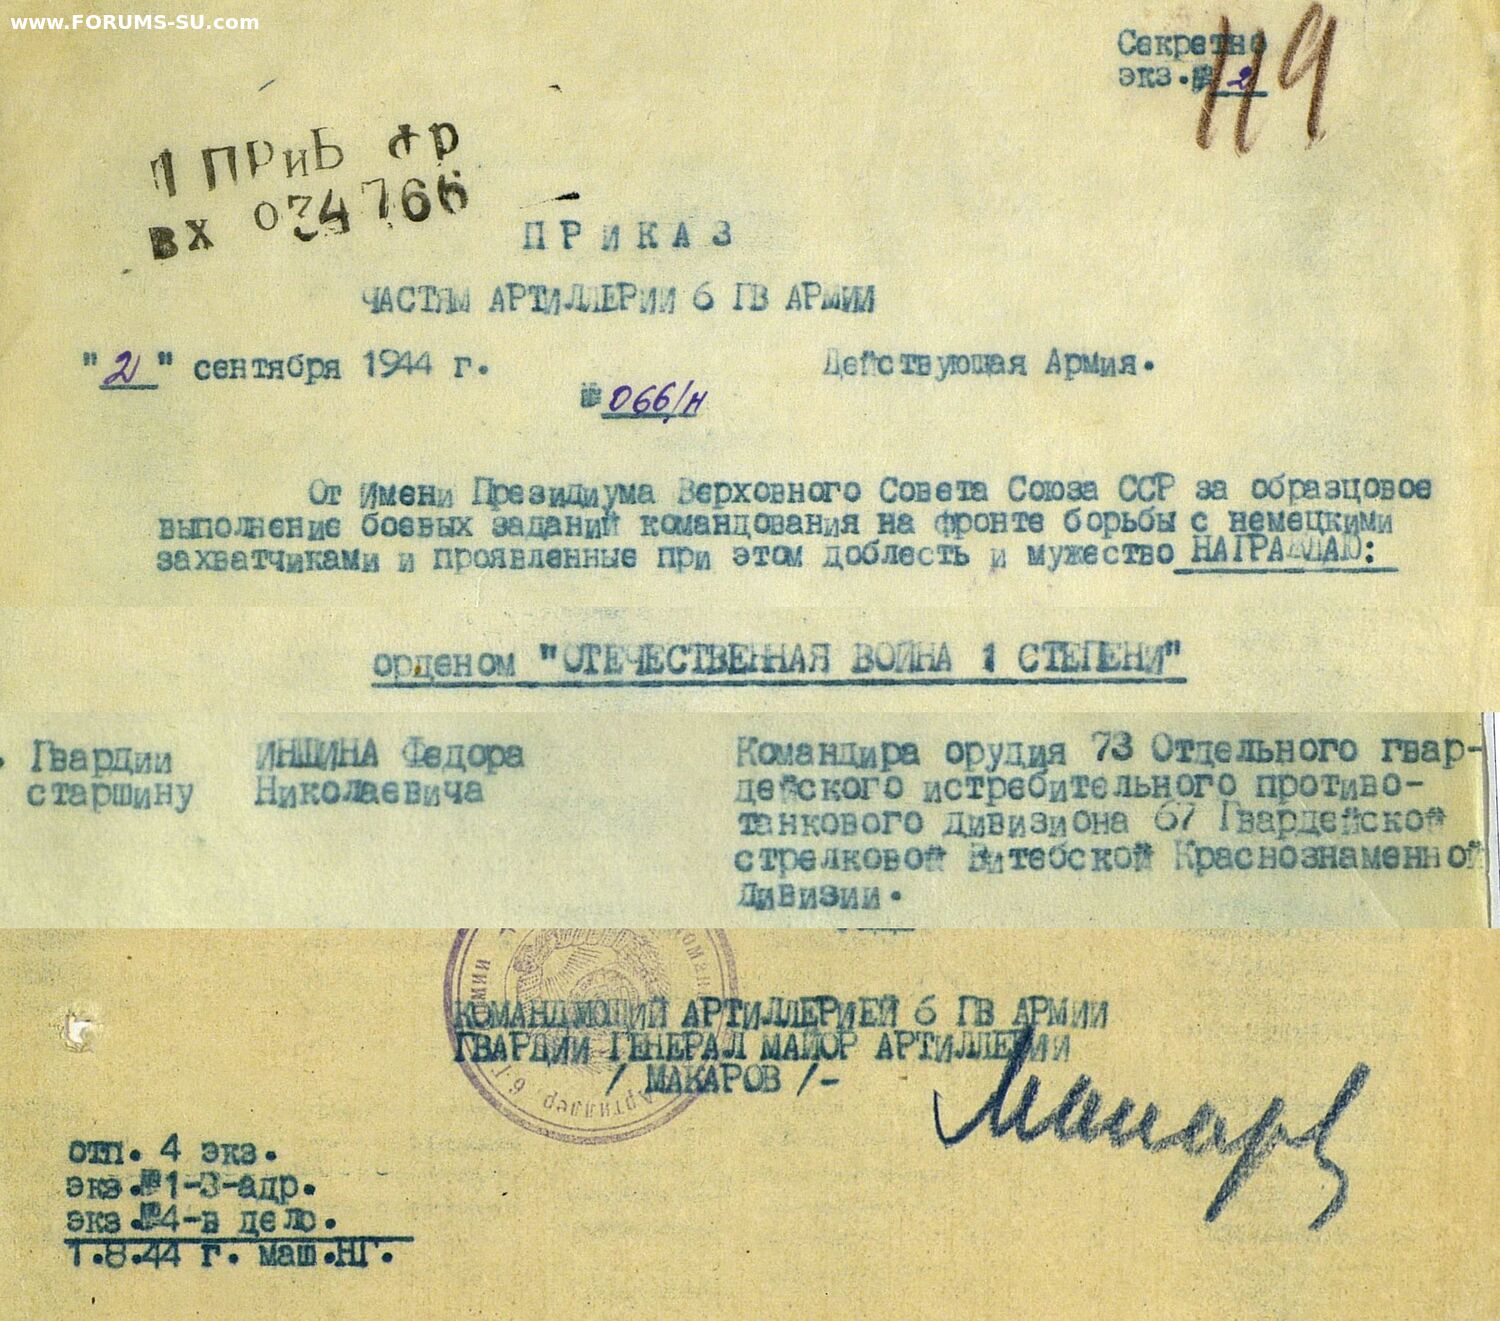 www.FORUMS-SU.com
Секретно
экз.№ 2
119
1 ПРиБ фр
вх 034766
ПРИКАЗ
ЧАСТЯМ АРТИЛЛЕРИИ 6 ГВ АРМИИ
"2" сентября 1944 г. Действующая Армия.
№ 066/н
От имени Президиума Верховного Совета Союза ССР за образцовое
выполнение боевых заданий командования на фронте борьбы с немецкими
захватчиками и проявленные при этом доблесть и мужество НАГРАЖДАЮ:
орденом "ОТЕЧЕСТВЕННАЯ ВОЙНА 1 СТЕПЕНИ"
Гвардии ИНШИНА Федора Командира орудия 73 Отдельного гвар-
старшину Николаевича дейского истребительного противо-
танкового дивизиона 67 Гвардейской
стрелковой Витебской Краснознаменной
дивизии.
КОМАНДУЮЩИЙ АРТИЛЛЕРИЕЙ 6 ГВ АРМИИ
ГВАРДИИ ГЕНЕРАЛ МАЙОР АРТИЛЛЕРИИ
/ МАКАРОВ /-
Макаров
отп. 4 экз.
экз.№1-3-адр.
экз.№4-в дело.
1.8.44 г. маш.НГ.